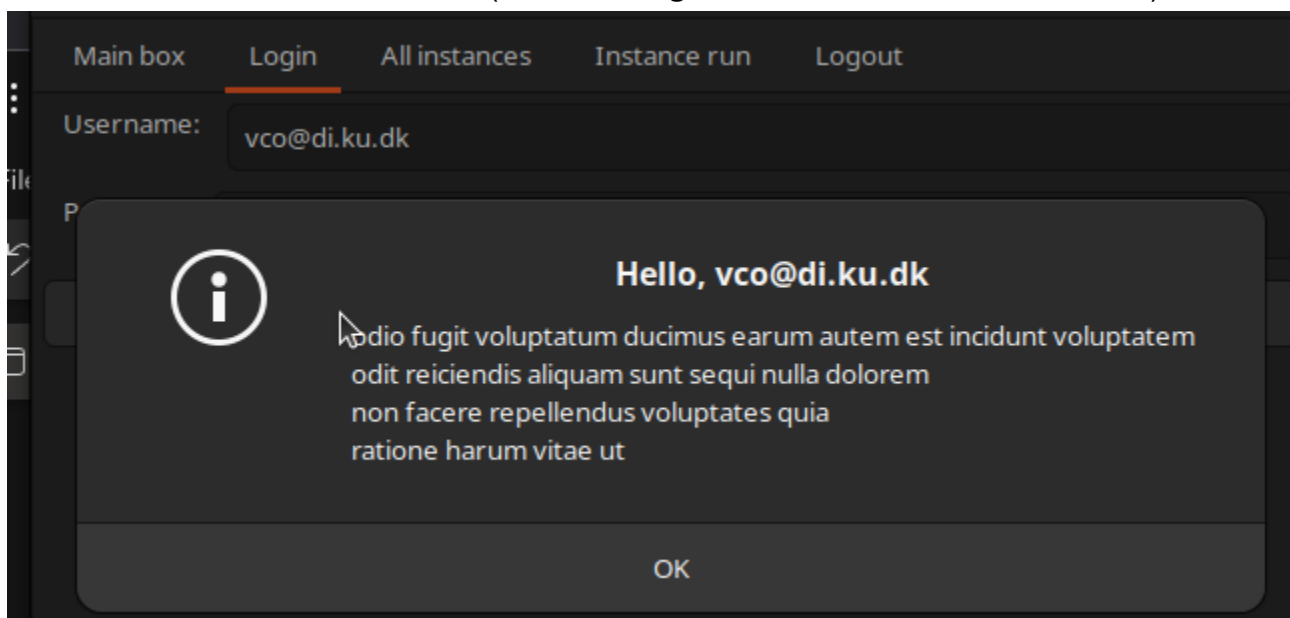 Main box Login All instances Instance run Logout
Username: vco@di.ku.dk
File
Hello, vco@di.ku.dk
odio fugit voluptatum ducimus earum autem est incidunt voluptatem
odit reiciendis aliquam sunt sequi nulla dolorem
non facere repellendus voluptates quia
ratione harum vitae ut
OK